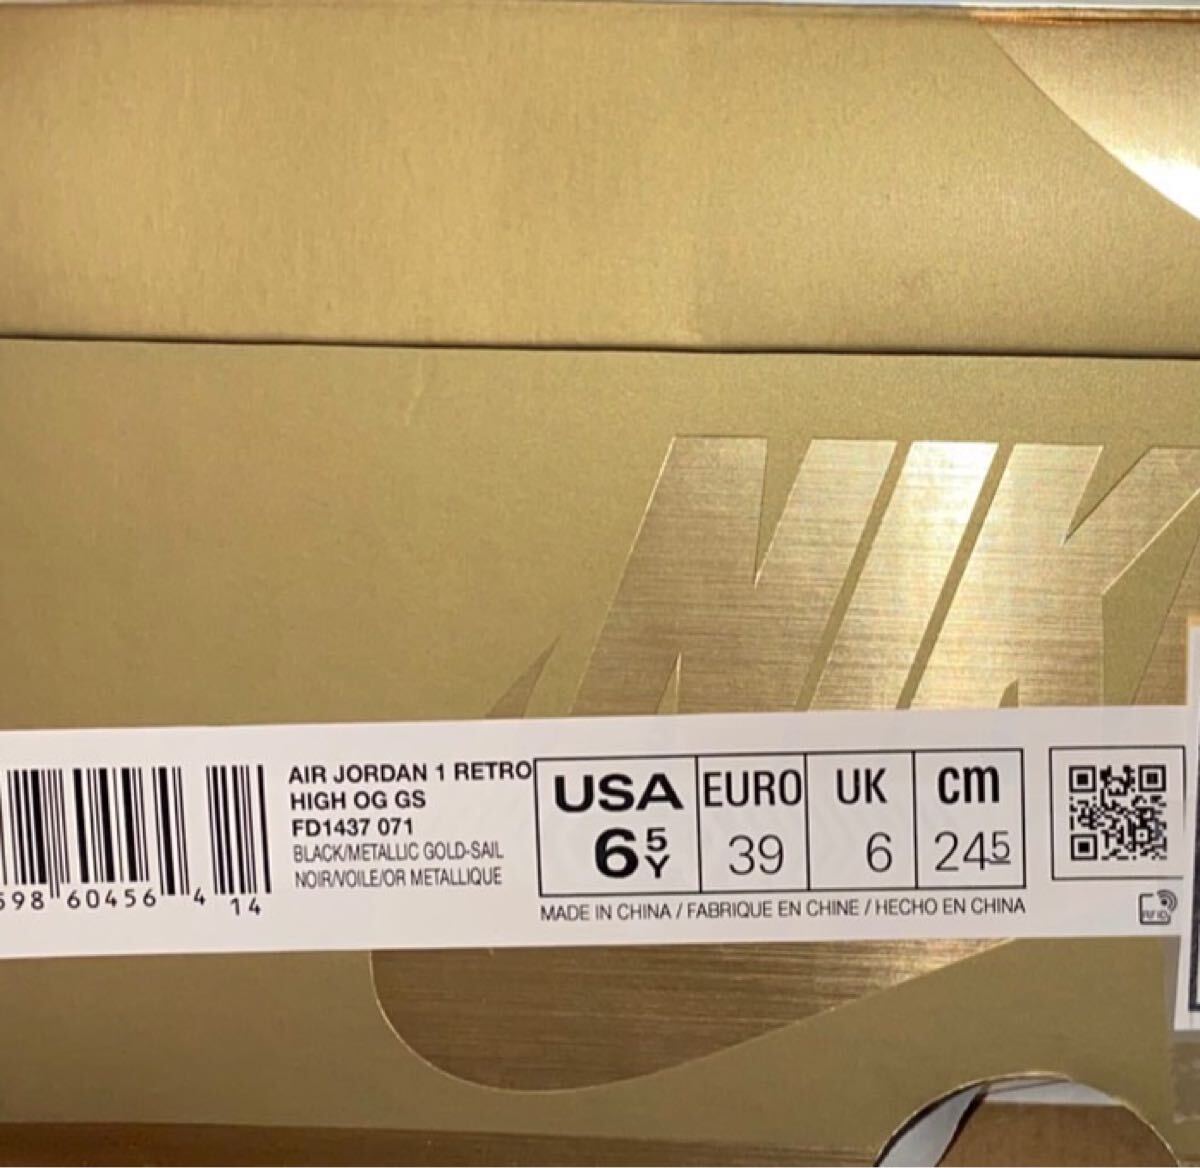 NIK
AIR JORDAN 1 RETRO
HIGH OG GS
FD1437 071
BLACK/METALLIC GOLD-SAIL
NOIR/VOILE/OR METALLIQUE
598 60456 4
14
USA EURO UK cm
6 5Y 39 6 24 5
MADE IN CHINA / FABRIQUE EN CHINE / HECHO EN CHINA
RFID